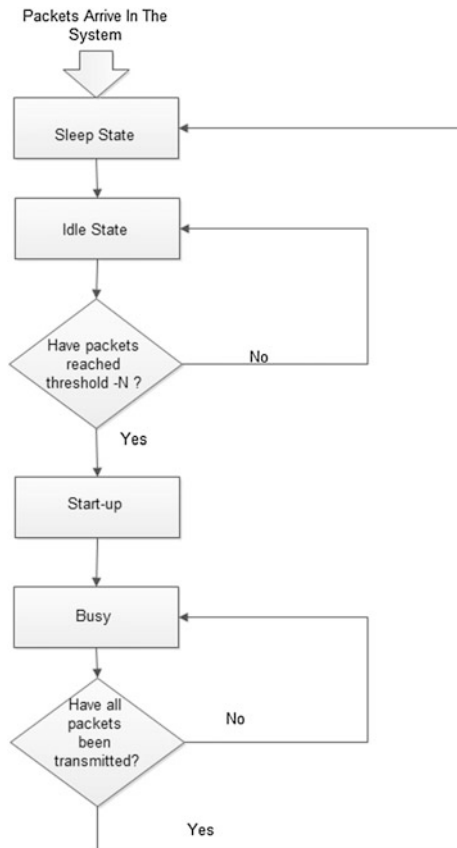 Packets Arrive In The
System
Sleep State
Idle State
Have packets
reached
threshold -N ?
No
Yes
Start-up
Busy
Have all
packets
been
transmitted?
No
Yes